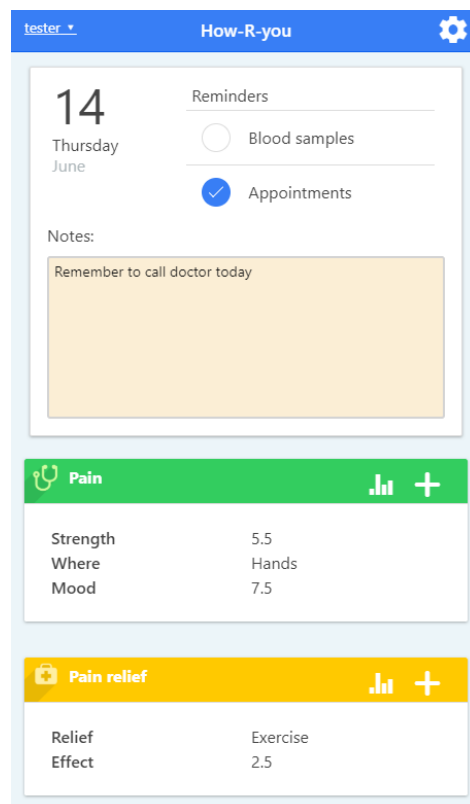 tester ▾
How-R-you
14
Thursday
June
Reminders
Blood samples
Appointments
Notes:
Remember to call doctor today
Pain
Strength 5.5
Where Hands
Mood 7.5
Pain relief
Relief Exercise
Effect 2.5